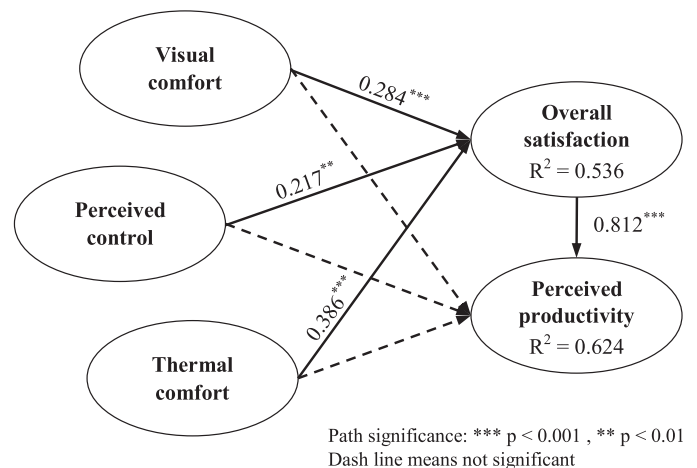 Visual
comfort
0.284***
Overall
satisfaction
R² = 0.536
0.217**
Perceived
control
0.812***
0.386***
Perceived
productivity
R² = 0.624
Thermal
comfort
Path significance: *** p < 0.001 , ** p < 0.01
Dash line means not significant